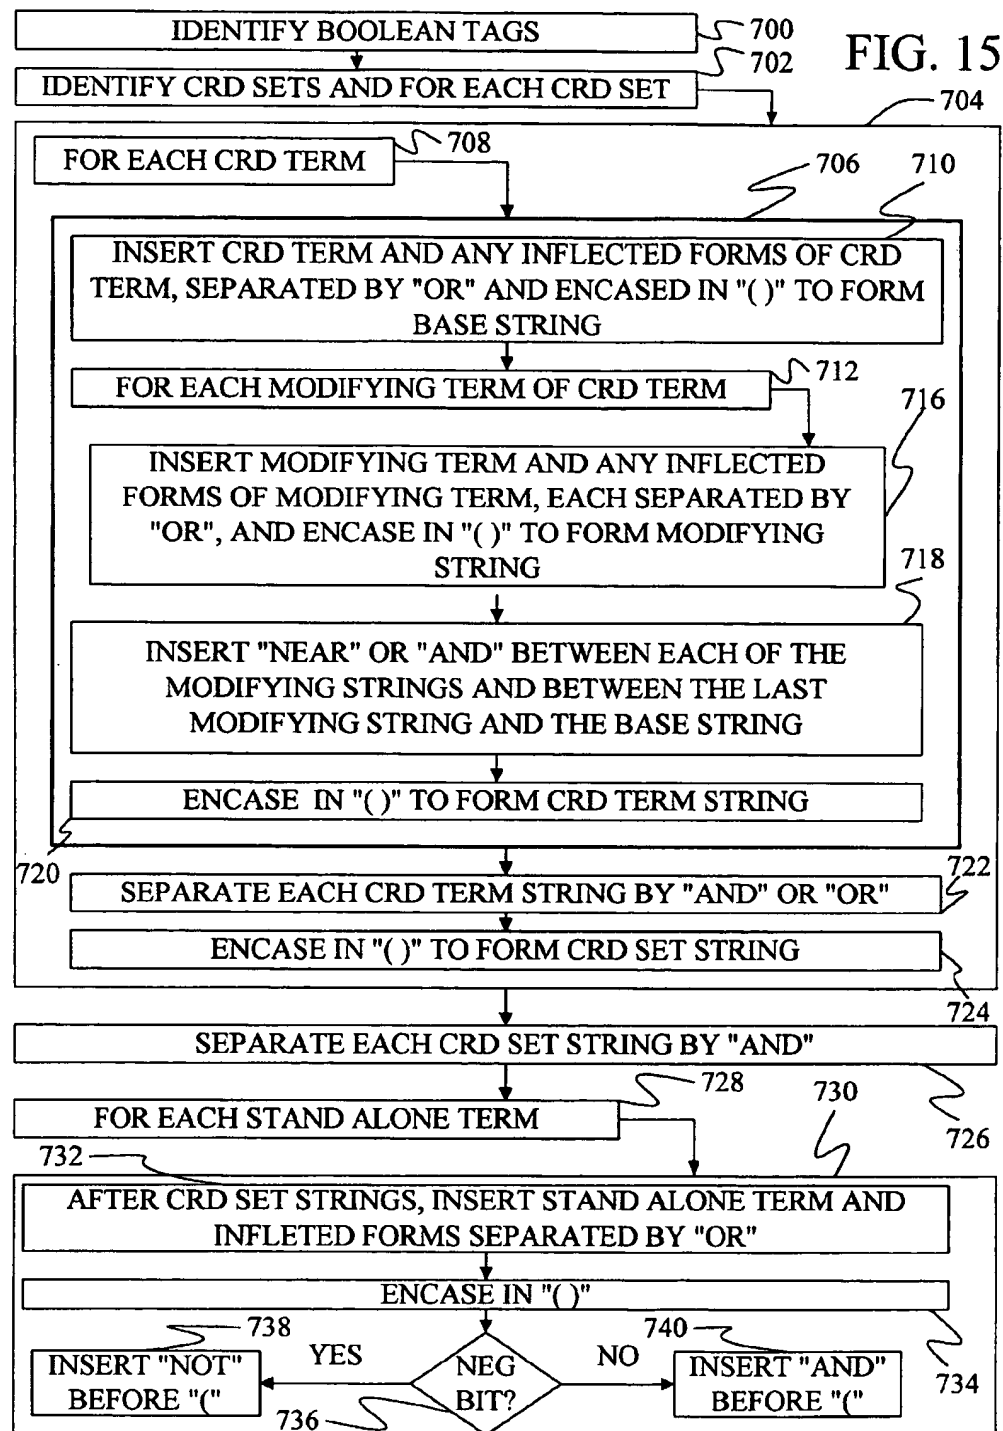 IDENTIFY BOOLEAN TAGS
700
FIG. 15
702
IDENTIFY CRD SETS AND FOR EACH CRD SET
704
FOR EACH CRD TERM
708
706
710
INSERT CRD TERM AND ANY INFLECTED FORMS OF CRD
TERM, SEPARATED BY "OR" AND ENCASED IN "( )" TO FORM
BASE STRING
FOR EACH MODIFYING TERM OF CRD TERM
712
716
INSERT MODIFYING TERM AND ANY INFLECTED
FORMS OF MODIFYING TERM, EACH SEPARATED BY
"OR", AND ENCASE IN "( )" TO FORM MODIFYING
STRING
718
INSERT "NEAR" OR "AND" BETWEEN EACH OF THE
MODIFYING STRINGS AND BETWEEN THE LAST
MODIFYING STRING AND THE BASE STRING
ENCASE IN "( )" TO FORM CRD TERM STRING
720
722
SEPARATE EACH CRD TERM STRING BY "AND" OR "OR"
ENCASE IN "( )" TO FORM CRD SET STRING
724
SEPARATE EACH CRD SET STRING BY "AND"
728
FOR EACH STAND ALONE TERM
730
726
732
AFTER CRD SET STRINGS, INSERT STAND ALONE TERM AND
INFLETED FORMS SEPARATED BY "OR"
ENCASE IN "( )"
738
740
734
INSERT "NOT"
BEFORE "("
YES
NEG
BIT?
NO
INSERT "AND"
BEFORE "("
736